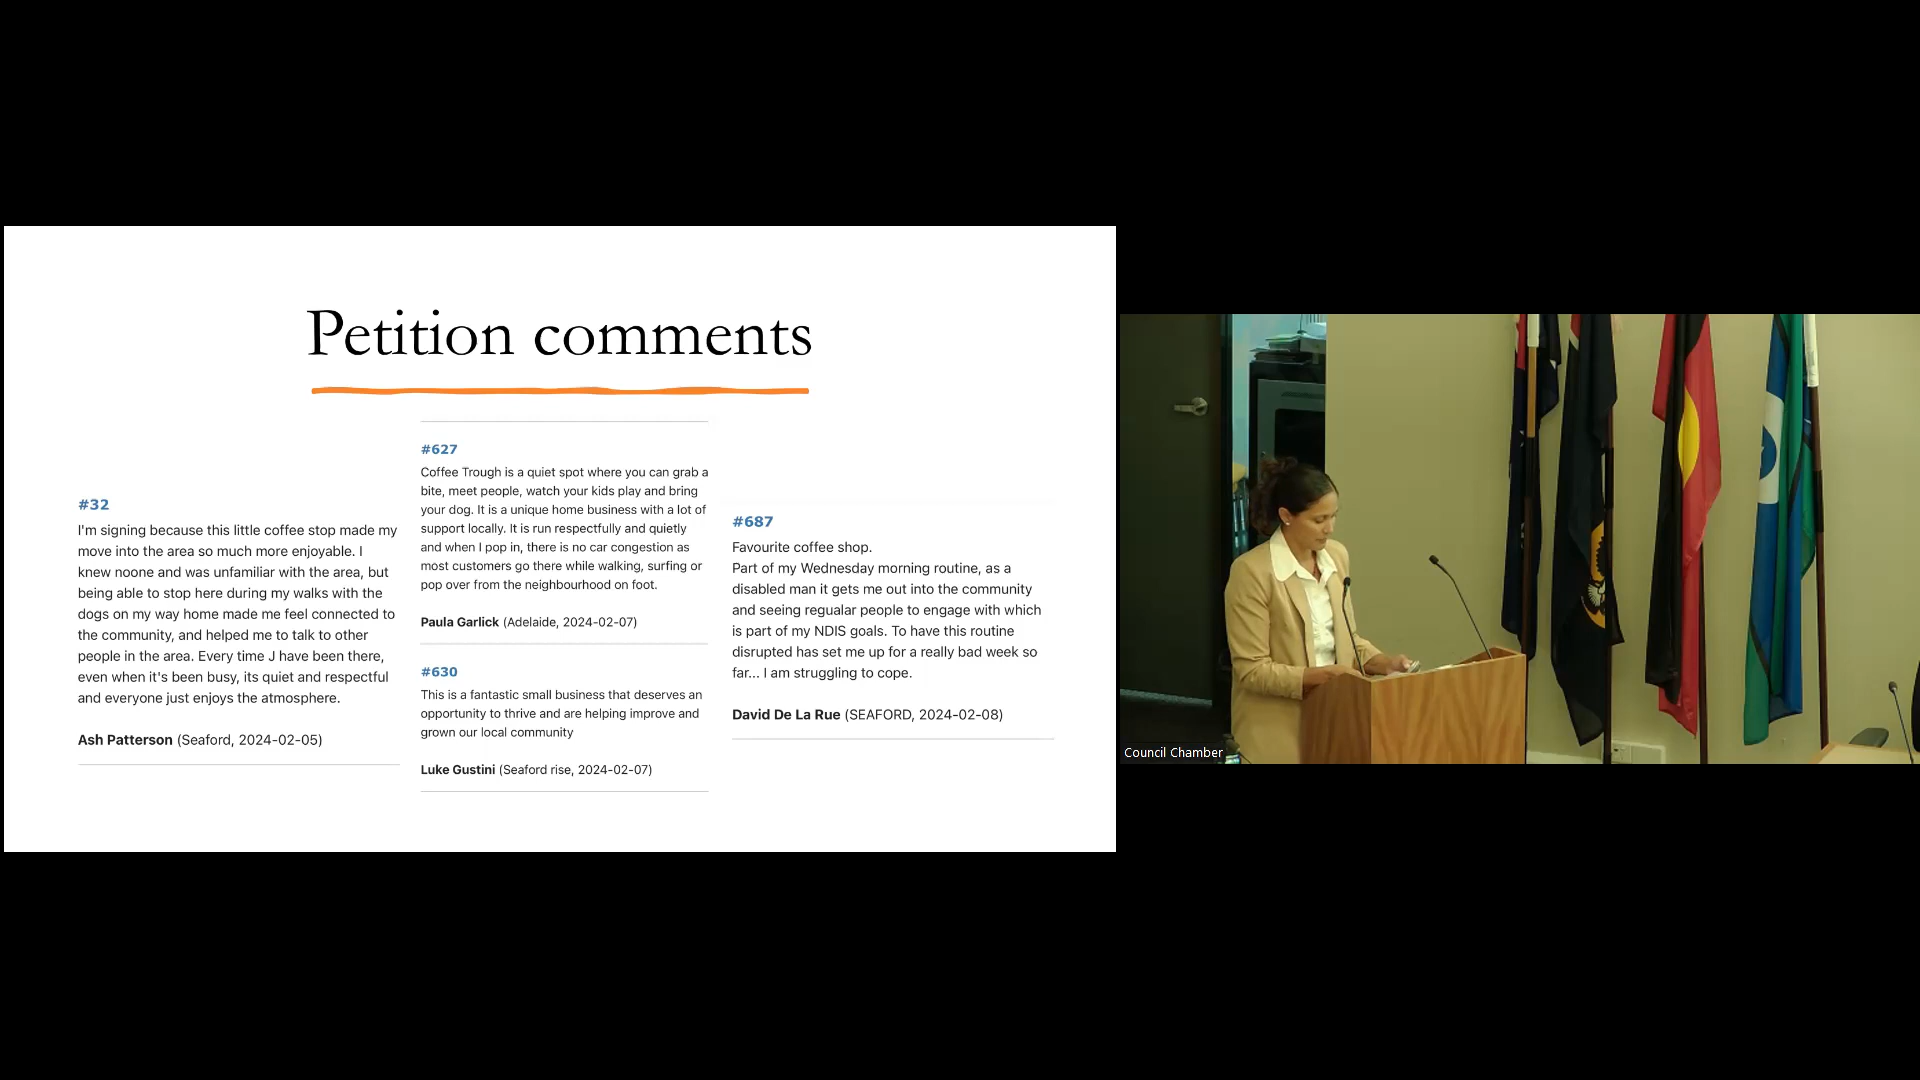 Petition comments
#32
I'm signing because this little coffee stop made my
move into the area so much more enjoyable. I
knew noone and was unfamiliar with the area, but
being able to stop here during my walks with the
dogs on my way home made me feel connected to
the community, and helped me to talk to other
people in the area. Every time J have been there,
even when it's been busy, its quiet and respectful
and everyone just enjoys the atmosphere.
Ash Patterson (Seaford, 2024-02-05)
#627
Coffee Trough is a quiet spot where you can grab a
bite, meet people, watch your kids play and bring
your dog. It is a unique home business with a lot of
support locally. It is run respectfully and quietly
and when I pop in, there is no car congestion as
most customers go there while walking, surfing or
pop over from the neighbourhood on foot.
Paula Garlick (Adelaide, 2024-02-07)
#630
This is a fantastic small business that deserves an
opportunity to thrive and are helping improve and
grown our local community
Luke Gustini (Seaford rise, 2024-02-07)
#687
Favourite coffee shop.
Part of my Wednesday morning routine, as a
disabled man it gets me out into the community
and seeing regualar people to engage with which
is part of my NDIS goals. To have this routine
disrupted has set me up for a really bad week so
far... I am struggling to cope.
David De La Rue (SEAFORD, 2024-02-08)
Council Chamber